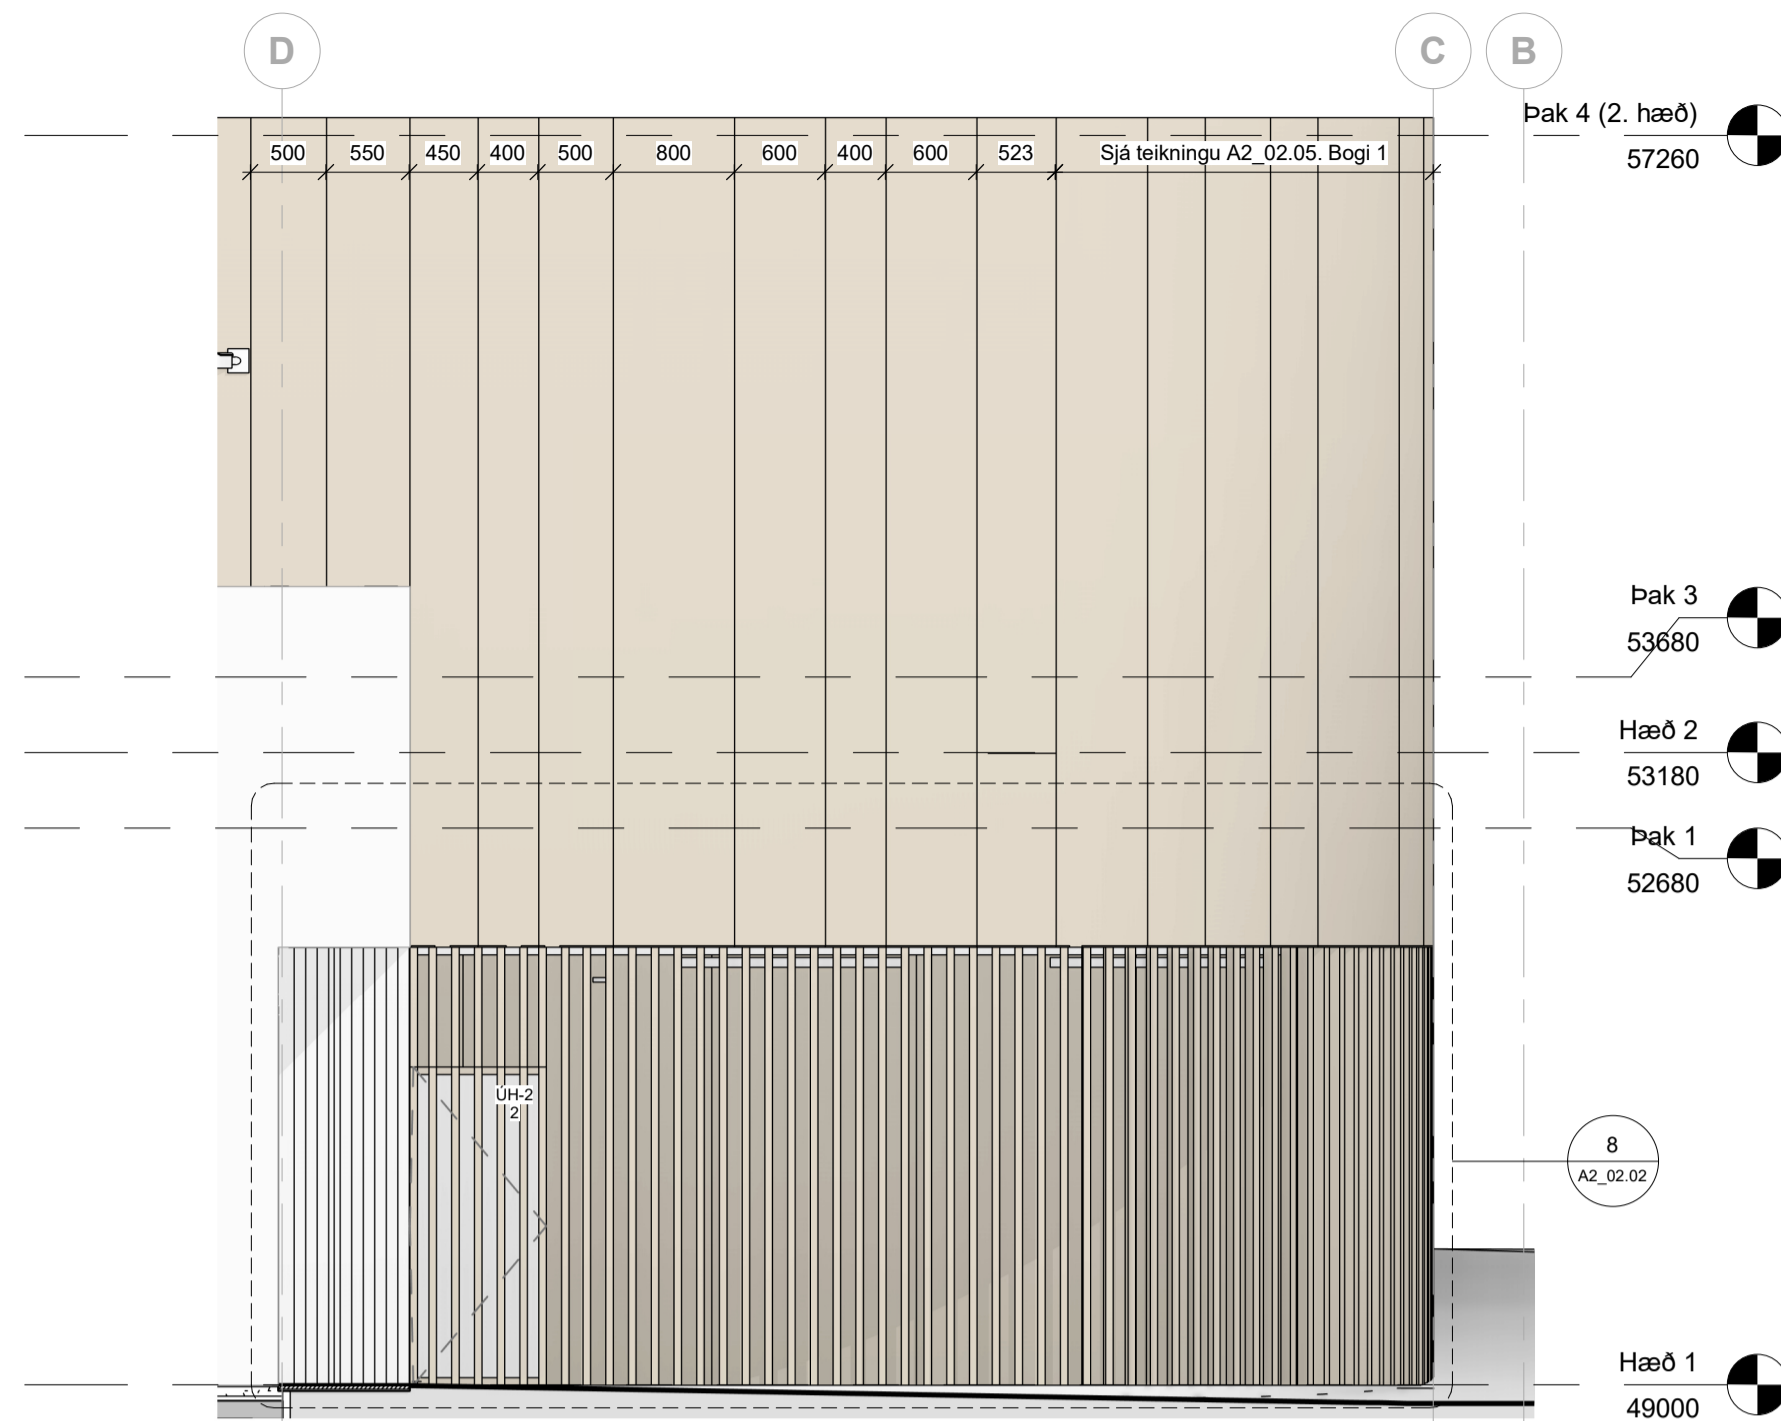 D
C
B
Þak 4 (2. hæð)
57260
500 550 450 400 500 800 600 400 600 523 Sjá teikningu A2_02.05. Bogi 1
Þak 3
53680
Hæð 2
53180
Þak 1
52680
ÚH-2
2
8
A2_02.02
Hæð 1
49000